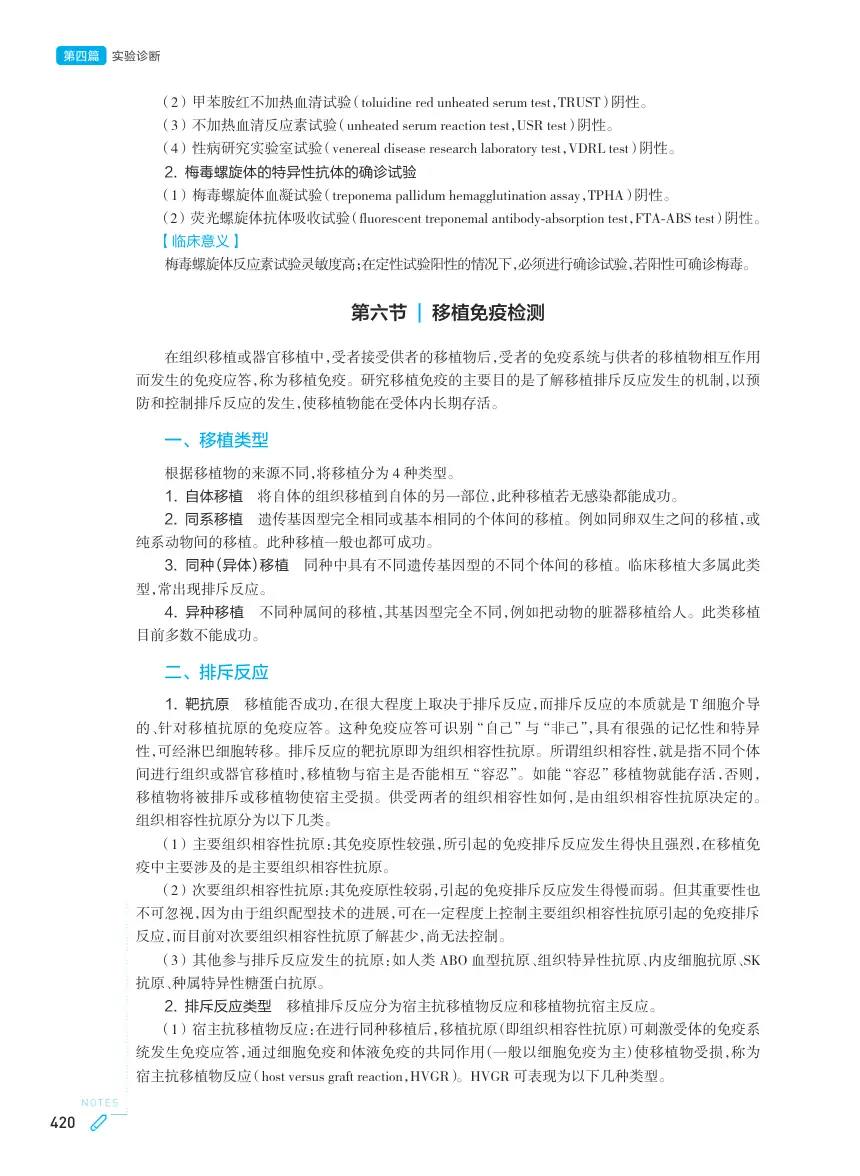 第四篇 实验诊断
（2）甲苯胺红不加热血清试验（toluidine red unheated serum test，TRUST）阴性。
（3）不加热血清反应素试验（unheated serum reaction test，USR test）阴性。
（4）性病研究实验室试验（venereal disease research laboratory test，VDRL test）阴性。
2. 梅毒螺旋体的特异性抗体的确诊试验
（1）梅毒螺旋体血凝试验（treponema pallidum hemagglutination assay，TPHA）阴性。
（2）荧光螺旋体抗体吸收试验（fluorescent treponemal antibody-absorption test，FTA-ABS test）阴性。
【临床意义】
梅毒螺旋体反应素试验灵敏度高；在定性试验阳性的情况下，必须进行确诊试验，若阳性可确诊梅毒。
第六节 | 移植免疫检测
在组织移植或器官移植中，受者接受供者的移植物后，受者的免疫系统与供者的移植物相互作用
而发生的免疫应答，称为移植免疫。研究移植免疫的主要目的是了解移植排斥反应发生的机制，以预
防和控制排斥反应的发生，使移植物能在受体内长期存活。
一、移植类型
根据移植物的来源不同，将移植分为 4 种类型。
1. 自体移植　将自体的组织移植到自体的另一部位，此种移植若无感染都能成功。
2. 同系移植　遗传基因型完全相同或基本相同的个体间的移植。例如同卵双生之间的移植，或
纯系动物间的移植。此种移植一般也都可成功。
3. 同种（异体）移植　同种中具有不同遗传基因型的不同个体间的移植。临床移植大多属此类
型，常出现排斥反应。
4. 异种移植　不同种属间的移植，其基因型完全不同，例如把动物的脏器移植给人。此类移植
目前多数不能成功。
二、排斥反应
1. 靶抗原　移植能否成功，在很大程度上取决于排斥反应，而排斥反应的本质就是 T 细胞介导
的、针对移植抗原的免疫应答。这种免疫应答可识别“自己”与“非己”，具有很强的记忆性和特异
性，可经淋巴细胞转移。排斥反应的靶抗原即为组织相容性抗原。所谓组织相容性，就是指不同个体
间进行组织或器官移植时，移植物与宿主是否能相互“容忍”。如能“容忍”移植物就能存活，否则，
移植物将被排斥或移植物使宿主受损。供受两者的组织相容性如何，是由组织相容性抗原决定的。
组织相容性抗原分为以下几类。
（1）主要组织相容性抗原：其免疫原性较强，所引起的免疫排斥反应发生得快且强烈，在移植免
疫中主要涉及的是主要组织相容性抗原。
（2）次要组织相容性抗原：其免疫原性较弱，引起的免疫排斥反应发生得慢而弱。但其重要性也
不可忽视，因为由于组织配型技术的进展，可在一定程度上控制主要组织相容性抗原引起的免疫排斥
反应，而目前对次要组织相容性抗原了解甚少，尚无法控制。
（3）其他参与排斥反应发生的抗原：如人类 ABO 血型抗原、组织特异性抗原、内皮细胞抗原、SK
抗原、种属特异性糖蛋白抗原。
2. 排斥反应类型　移植排斥反应分为宿主抗移植物反应和移植物抗宿主反应。
（1）宿主抗移植物反应：在进行同种移植后，移植抗原（即组织相容性抗原）可刺激受体的免疫系
统发生免疫应答，通过细胞免疫和体液免疫的共同作用（一般以细胞免疫为主）使移植物受损，称为
宿主抗移植物反应（host versus graft reaction，HVGR）。HVGR 可表现为以下几种类型。
NOTES
420